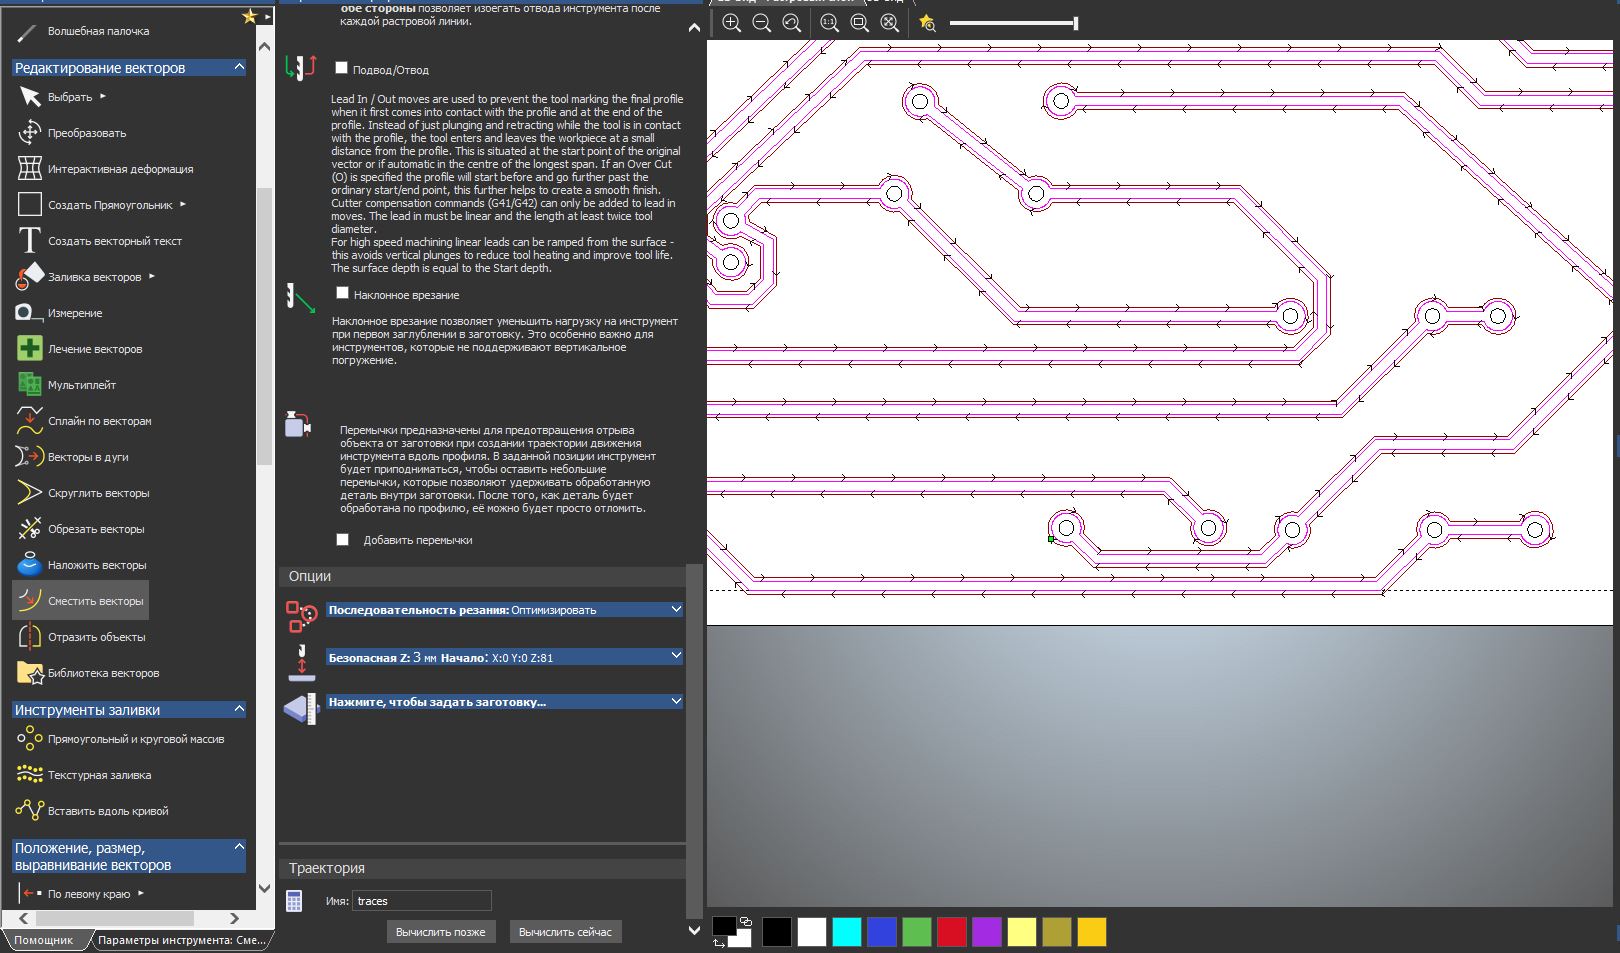 Волшебная палочка
Редактирование векторов
Выбрать
Преобразовать
Интерактивная деформация
Создать Прямоугольник
Создать векторный текст
Заливка векторов
Измерение
Лечение векторов
Мультиплейт
Сплайн по векторам
Векторы в дуги
Скруглить векторы
Обрезать векторы
Наложить векторы
Сместить векторы
Отразить объекты
Библиотека векторов
Инструменты заливки
Прямоугольный и круговой массив
Текстурная заливка
Вставить вдоль кривой
Положение, размер,
выравнивание векторов
По левому краю
Помощник
Параметры инструмента: Сме...
обе стороны позволяет избегать отвода инструмента после
каждой растровой линии.
Подвод/Отвод
Lead In / Out moves are used to prevent the tool marking the final profile
when it first comes into contact with the profile and at the end of the
profile. Instead of just plunging and retracting while the tool is in contact
with the profile, the tool enters and leaves the workpiece at a small
distance from the profile. This is situated at the start point of the original
vector or if automatic in the centre of the longest span. If an Over Cut
(O) is specified the profile will start before and go further past the
ordinary start/end point, this further helps to create a smooth finish.
Cutter compensation commands (G41/G42) can only be added to lead in
moves. The lead in must be linear and the length at least twice tool
diameter.
For high speed machining linear leads can be ramped from the surface -
this avoids vertical plunges to reduce tool heating and improve tool life.
The surface depth is equal to the Start depth.
Наклонное врезание
Наклонное врезание позволяет уменьшить нагрузку на инструмент
при первом заглублении в заготовку. Это особенно важно для
инструментов, которые не поддерживают вертикальное
погружение.
Перемычки предназначены для предотвращения отрыва
объекта от заготовки при создании траектории движения
инструмента вдоль профиля. В заданной позиции инструмент
будет приподниматься, чтобы оставить небольшие
перемычки, которые позволяют удерживать обработанную
деталь внутри заготовки. После того, как деталь будет
обработана по профилю, её можно будет просто отломить.
Добавить перемычки
Опции
Последовательность резания: Оптимизировать
Безопасная Z: 3 мм Начало: X:0 Y:0 Z:81
Нажмите, чтобы задать заготовку...
Траектория
Имя: traces
Вычислить позже
Вычислить сейчас
1:1